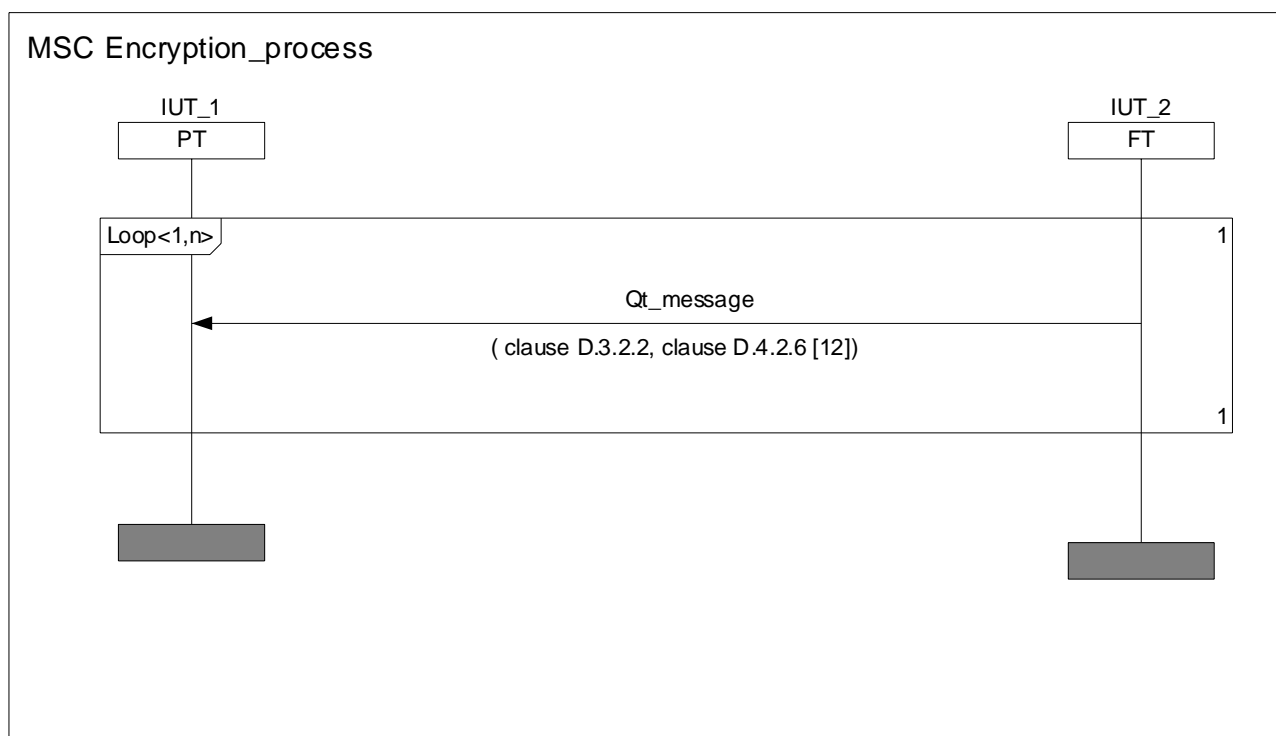 MSC Encryption_process
IUT_1
IUT_2
PT
FT
Loop<1,n>
1
Qt_message
( clause D.3.2.2, clause D.4.2.6 [12])
1